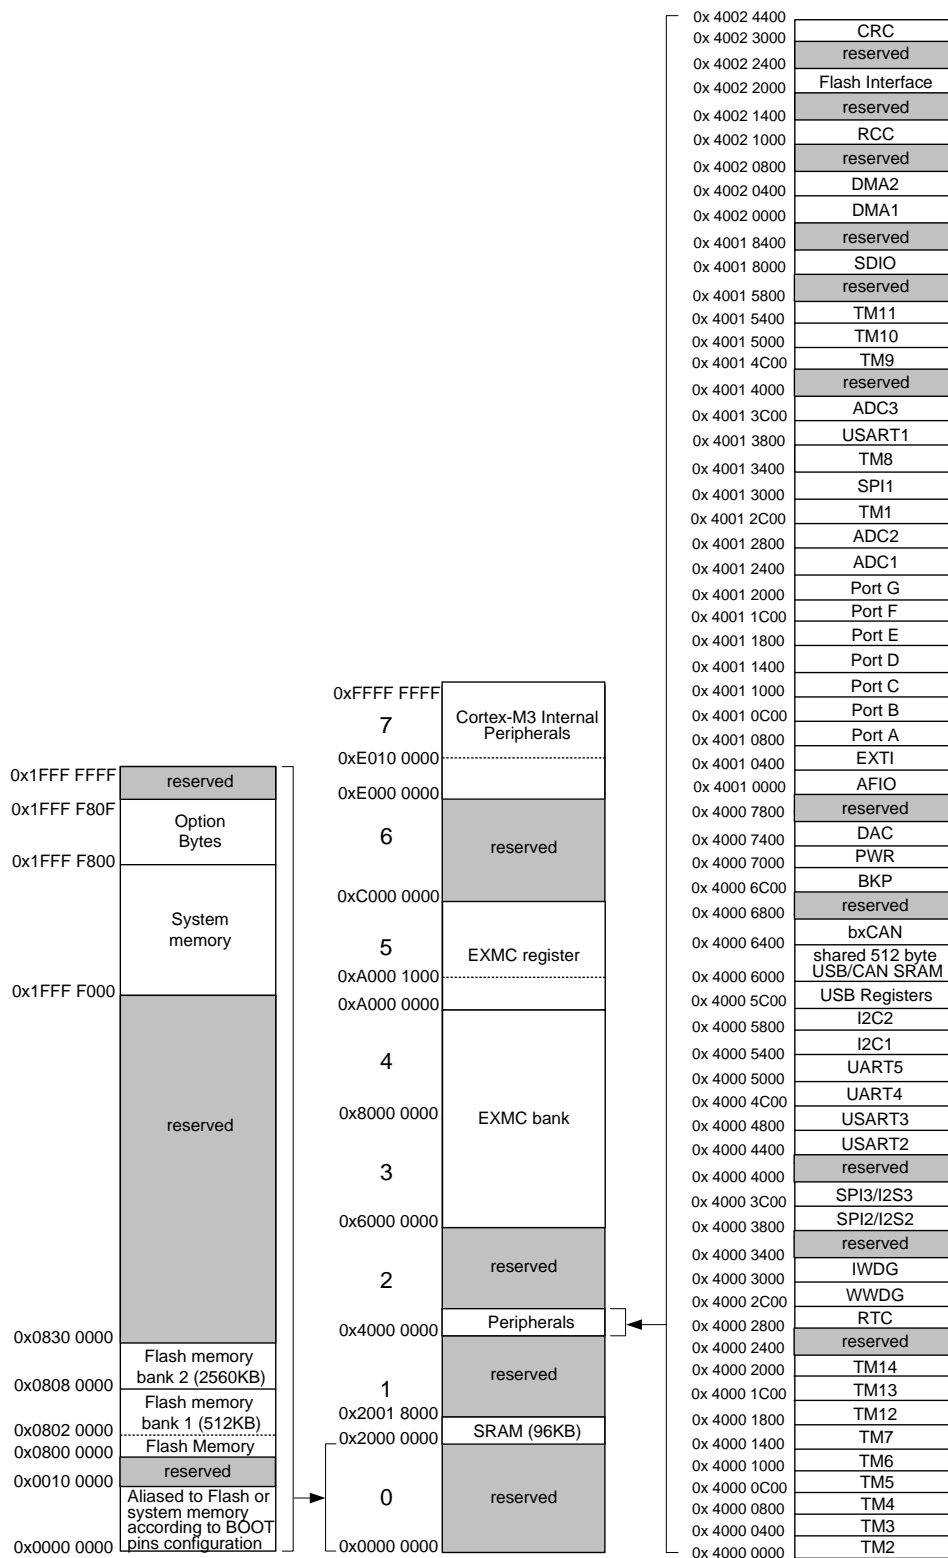 0x1FFF FFFF
reserved
0x1FFF F80F
Option
Bytes
0x1FFF F800
System
memory
0x1FFF F000
reserved
0x0830 0000
Flash memory
bank 2 (2560KB)
0x0808 0000
Flash memory
bank 1 (512KB)
0x0802 0000
Flash Memory
0x0800 0000
reserved
0x0010 0000
Aliased to Flash or
system memory
according to BOOT
pins configuration
0x0000 0000
0xFFFF FFFF
7
Cortex-M3 Internal
Peripherals
0xE010 0000
0xE000 0000
6
reserved
0xC000 0000
5
EXMC register
0xA000 1000
0xA000 0000
4
0x8000 0000
EXMC bank
3
0x6000 0000
2
reserved
Peripherals
0x4000 0000
1
reserved
0x2001 8000
SRAM (96KB)
0x2000 0000
0
reserved
0x0000 0000
0x 4002 4400
CRC
0x 4002 3000
reserved
0x 4002 2400
Flash Interface
0x 4002 2000
reserved
0x 4002 1400
RCC
0x 4002 1000
reserved
0x 4002 0800
DMA2
0x 4002 0400
DMA1
0x 4002 0000
reserved
0x 4001 8400
SDIO
0x 4001 8000
reserved
0x 4001 5800
TM11
0x 4001 5400
TM10
0x 4001 5000
TM9
0x 4001 4C00
reserved
0x 4001 4000
ADC3
0x 4001 3C00
USART1
0x 4001 3800
TM8
0x 4001 3400
SPI1
0x 4001 3000
TM1
0x 4001 2C00
ADC2
0x 4001 2800
ADC1
0x 4001 2400
Port G
0x 4001 2000
Port F
0x 4001 1C00
Port E
0x 4001 1800
Port D
0x 4001 1400
Port C
0x 4001 1000
Port B
0x 4001 0C00
Port A
0x 4001 0800
EXTI
0x 4001 0400
AFIO
0x 4001 0000
reserved
0x 4000 7800
DAC
0x 4000 7400
PWR
0x 4000 7000
BKP
0x 4000 6C00
reserved
0x 4000 6800
bxCAN
0x 4000 6400
shared 512 byte
USB/CAN SRAM
0x 4000 6000
USB Registers
0x 4000 5C00
I2C2
0x 4000 5800
I2C1
0x 4000 5400
UART5
0x 4000 5000
UART4
0x 4000 4C00
USART3
0x 4000 4800
USART2
0x 4000 4400
reserved
0x 4000 4000
SPI3/I2S3
0x 4000 3C00
SPI2/I2S2
0x 4000 3800
reserved
0x 4000 3400
IWDG
0x 4000 3000
WWDG
0x 4000 2C00
RTC
0x 4000 2800
reserved
0x 4000 2400
TM14
0x 4000 2000
TM13
0x 4000 1C00
TM12
0x 4000 1800
TM7
0x 4000 1400
TM6
0x 4000 1000
TM5
0x 4000 0C00
TM4
0x 4000 0800
TM3
0x 4000 0400
TM2
0x 4000 0000